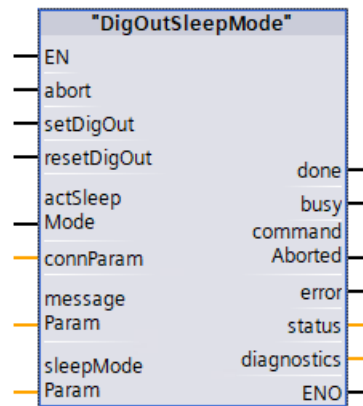 "DigOutSleepMode"
EN
abort
setDigOut
resetDigOut
actSleep
Mode
connParam
message
Param
sleepMode
Param
done
busy
command
Aborted
error
status
diagnostics
ENO